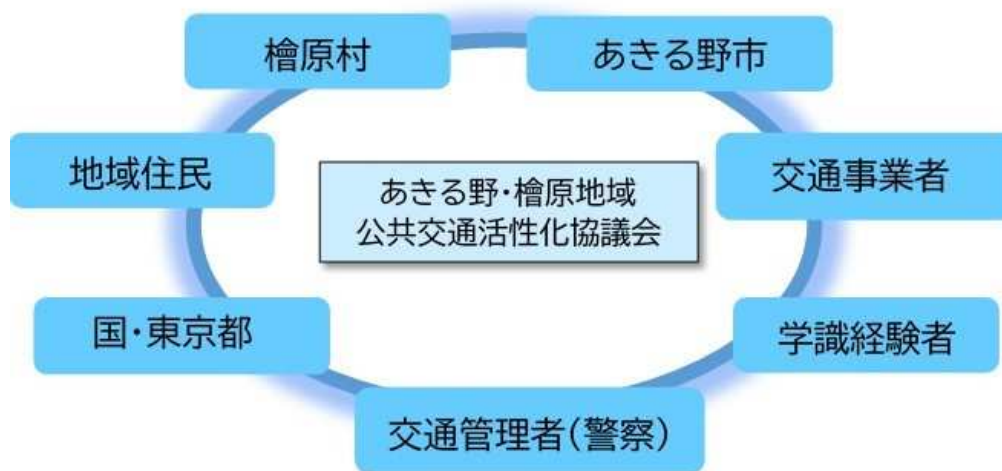 檜原村
あきる野市
地域住民
あきる野・檜原地域
公共交通活性化協議会
交通事業者
国・東京都
学識経験者
交通管理者(警察)